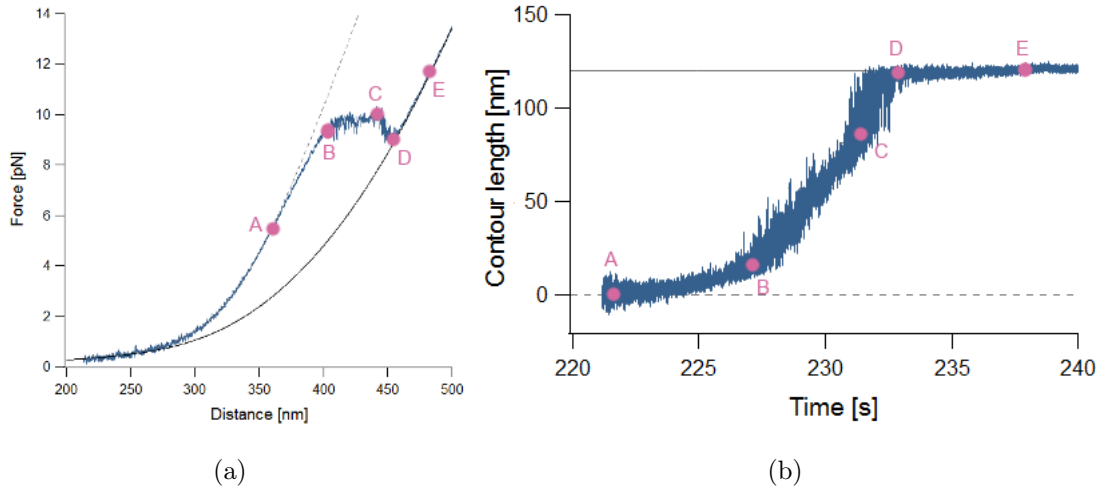 14
12
10
8
6
4
2
0
Force [pN]
200
250
300
350
400
450
500
Distance [nm]
A
B
C
D
E
(a)
150
100
50
0
Contour length [nm]
220
225
230
235
240
Time [s]
A
B
C
D
E
(b)